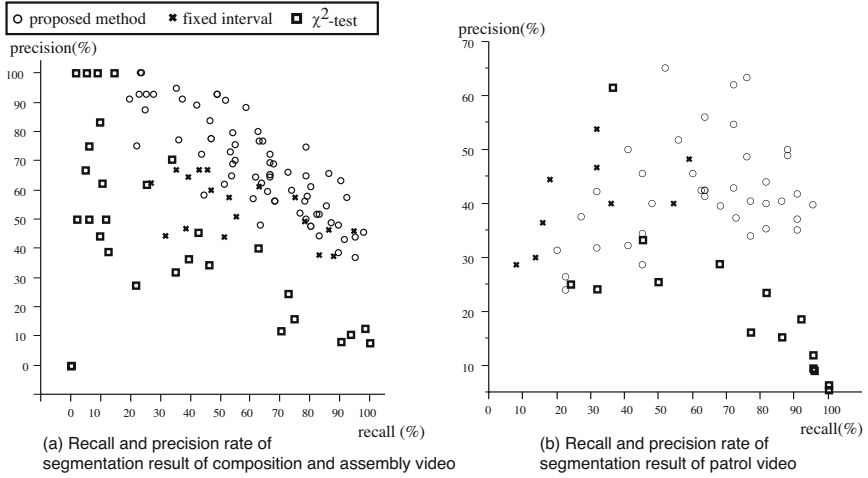 proposed method fixed interval χ²-test
precision(%)
100
90
80
70
60
50
40
30
20
10
0
0 10 20 30 40 50 60 70 80 90 100
recall (%)
(a) Recall and precision rate of
segmentation result of composition and assembly video
precision(%)
70
60
50
40
30
20
10
0 10 20 30 40 50 60 70 80 90 100
recall(%)
(b) Recall and precision rate of
segmentation result of patrol video